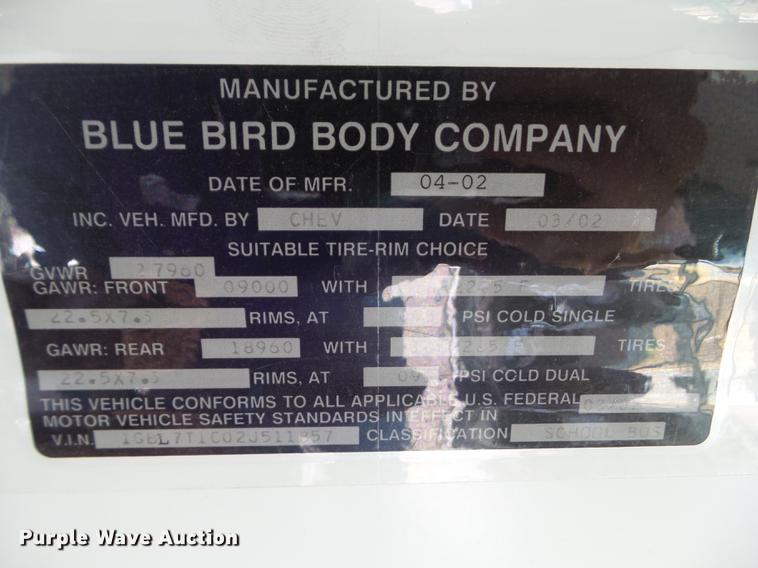 MANUFACTURED BY
BLUE BIRD BODY COMPANY
DATE OF MFR. 04-02
INC. VEH. MFD. BY CHEV DATE 03/02
SUITABLE TIRE-RIM CHOICE
GVWR 27960
GAWR: FRONT 09000 WITH TIRES
22.5X7.5 RIMS, AT PSI COLD SINGLE
GAWR: REAR 18960 WITH TIRES
22.5X7.5 RIMS, AT PSI COLD DUAL
THIS VEHICLE CONFORMS TO ALL APPLICABLE U.S. FEDERAL
MOTOR VEHICLE SAFETY STANDARDS IN EFFECT IN
V.I.N. CLASSIFICATION SCHOOL BUS
Purple Wave Auction